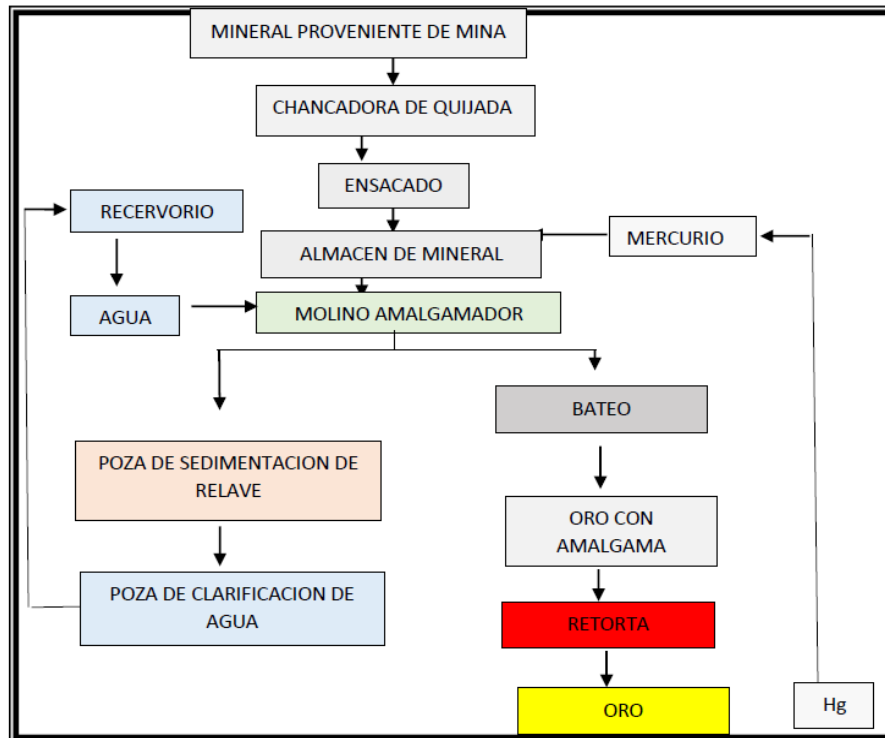 MINERAL PROVENIENTE DE MINA
CHANCADORA DE QUIJADA
ENSACADO
RECERVORIO
MERCURIO
ALMACEN DE MINERAL
AGUA
MOLINO AMALGAMADOR
BATEO
POZA DE SEDIMENTACION DE
RELAVE
ORO CON
AMALGAMA
POZA DE CLARIFICACION DE
AGUA
RETORTA
ORO
Hg